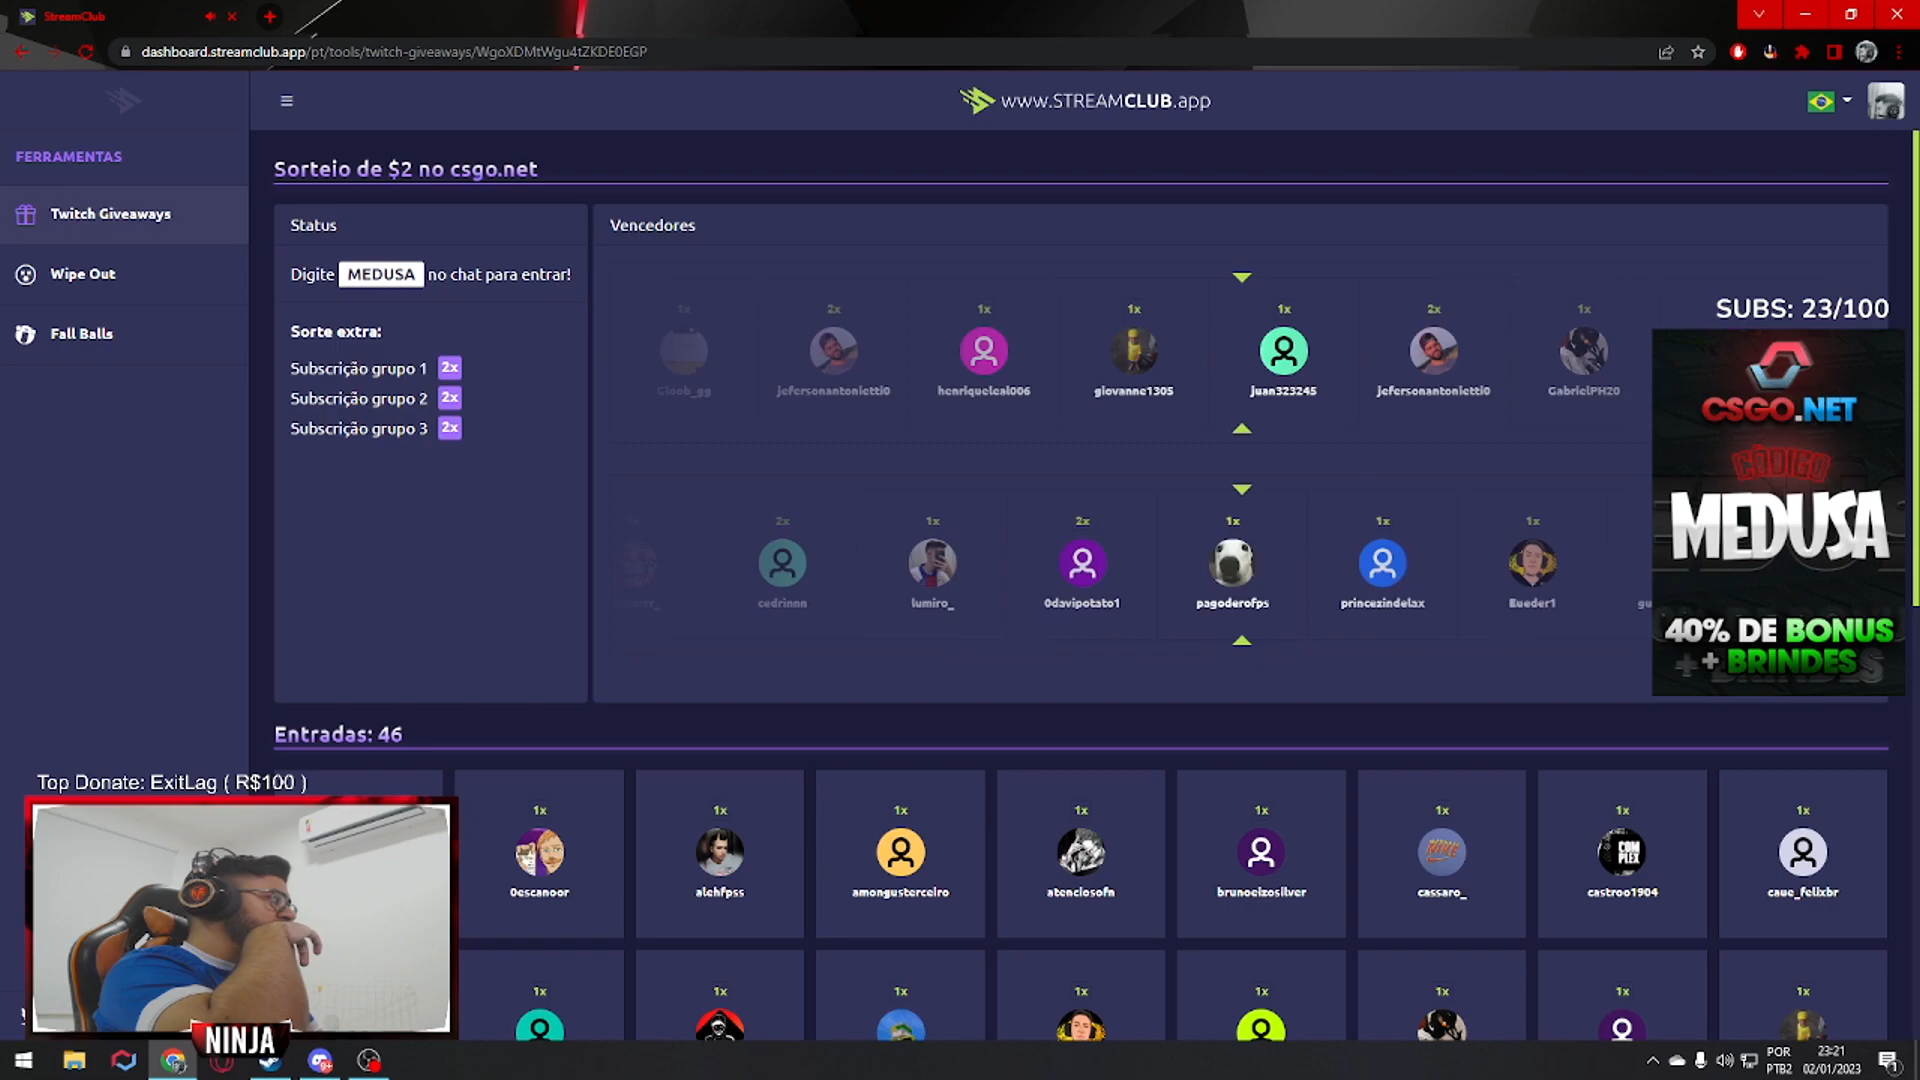 StreamClub
dashboard.streamclub.app/pt/tools/twitch-giveaways/WgoXDMtWgu4tZKDE0EGP
www.STREAMCLUB.app
FERRAMENTAS
Twitch Giveaways
Wipe Out
Fall Balls
Sorteio de $2 no csgo.net
Status
Digite MEDUSA no chat para entrar!
Sorte extra:
Subscrição grupo 1 2x
Subscrição grupo 2 2x
Subscrição grupo 3 2x
Vencedores
1x 2x 1x 1x 1x 2x 1x
Cloob_gg jefersonantonietti0 henriqueleal006 giovanne1305 juan323245 jefersonantonietti0 GabrielPH20
2x 1x 2x 1x 1x 1x
cedrinnn lumiro_ 0davipotato1 pagoderofps princezindelax Eueder1
SUBS: 23/100
CSGO.NET
CÓDIGO
MEDUSA
40% DE BONUS
+ BRINDES
Entradas: 46
1x 1x 1x 1x 1x 1x 1x 1x
0escanoor alehfpss amongusterceiro atenciosofn brunoeizosilver cassaro_ castroo1904 caue_felixbr
1x 1x 1x 1x 1x 1x 1x 1x
Top Donate: ExitLag ( R$100 )
NINJA
POR
PTB2
23:21
02/01/2023